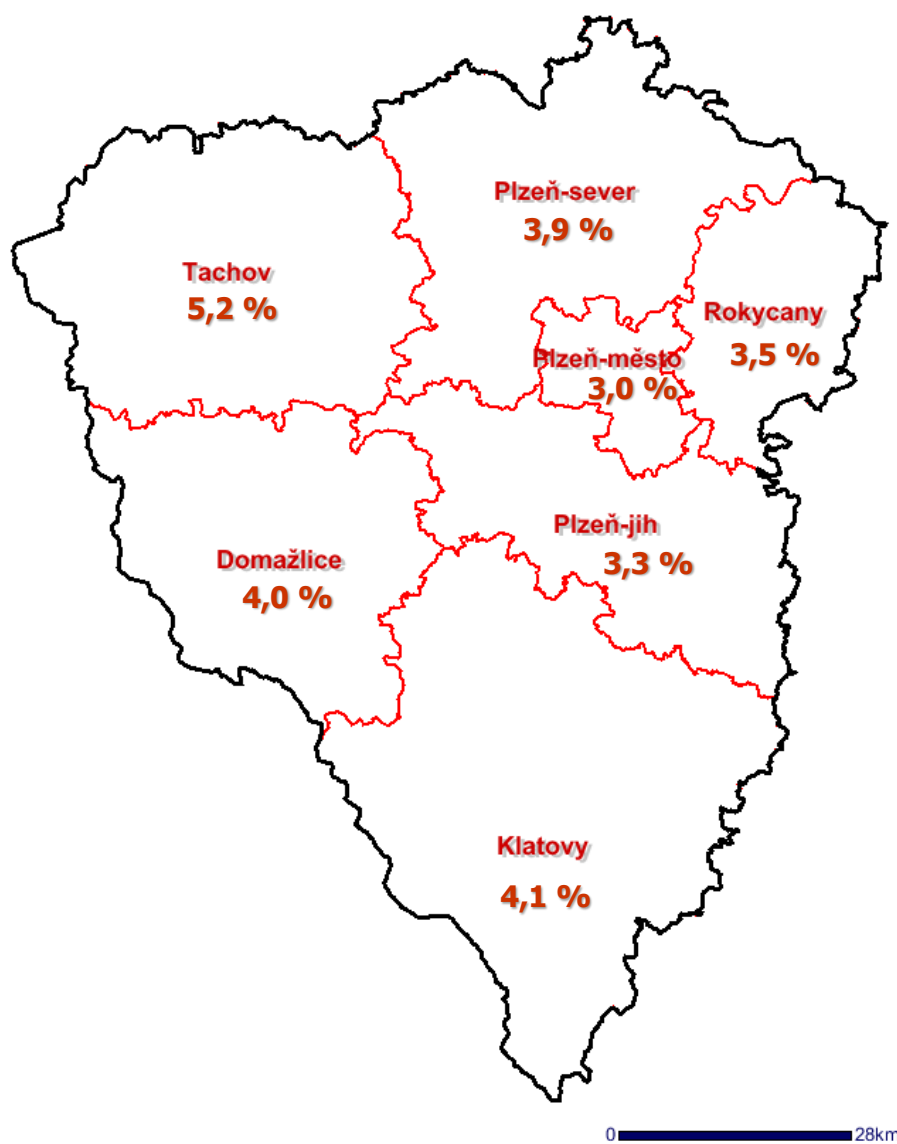 Plzeň-sever
3,9 %
Tachov
5,2 %
Rokycany
3,5 %
Plzeň-město
3,0 %
Plzeň-jih
3,3 %
Domažlice
4,0 %
Klatovy
4,1 %
0 28km